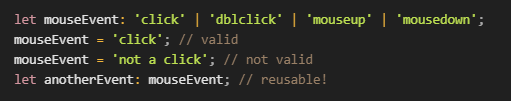 let mouseEvent: 'click' | 'dblclick' | 'mouseup' | 'mousedown';
mouseEvent = 'click'; // valid
mouseEvent = 'not a click'; // not valid
let anotherEvent: mouseEvent; // reusable!